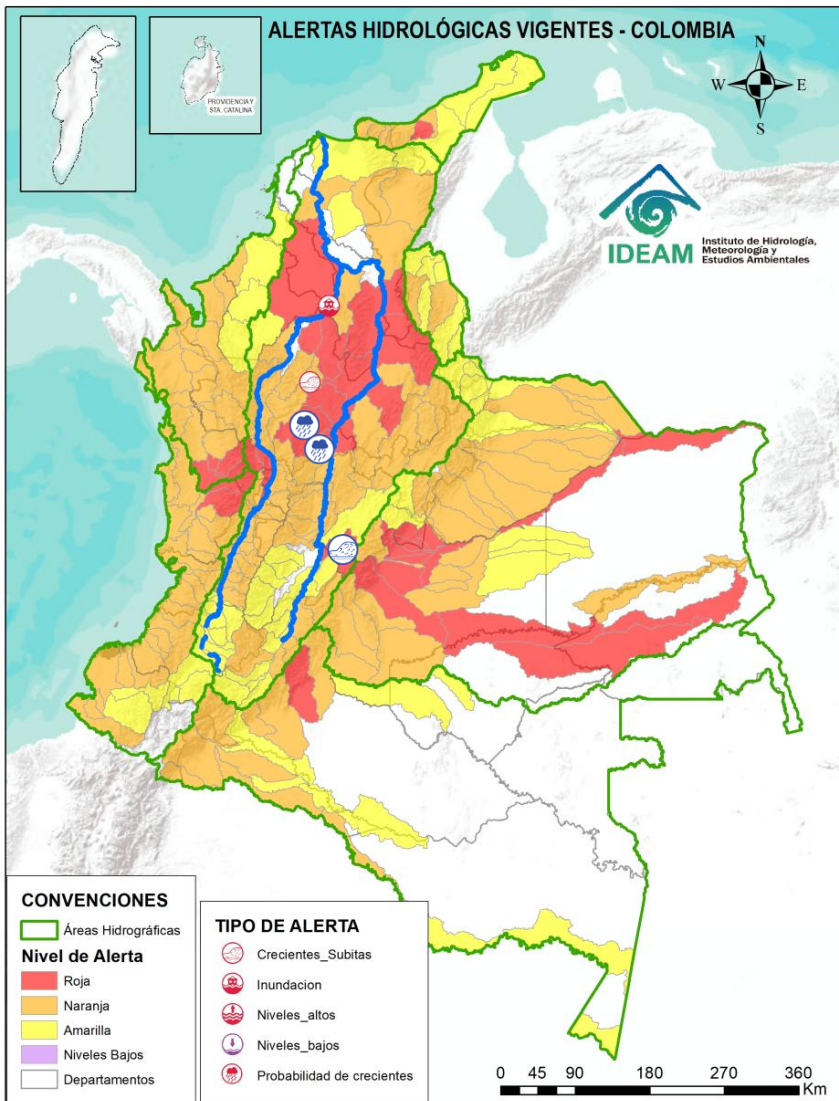 ALERTAS HIDROLÓGICAS VIGENTES - COLOMBIA
PROVIDENCIA Y
STA. CATALINA
N
W
E
S
IDEAM
Instituto de Hidrología,
Meteorología y
Estudios Ambientales
CONVENCIONES
Áreas Hidrográficas
Nivel de Alerta
Roja
Naranja
Amarilla
Niveles Bajos
Departamentos
TIPO DE ALERTA
Crecientes_Subitas
Inundacion
Niveles_altos
Niveles_bajos
Probabilidad de crecientes
0 45 90 180 270 360
Km